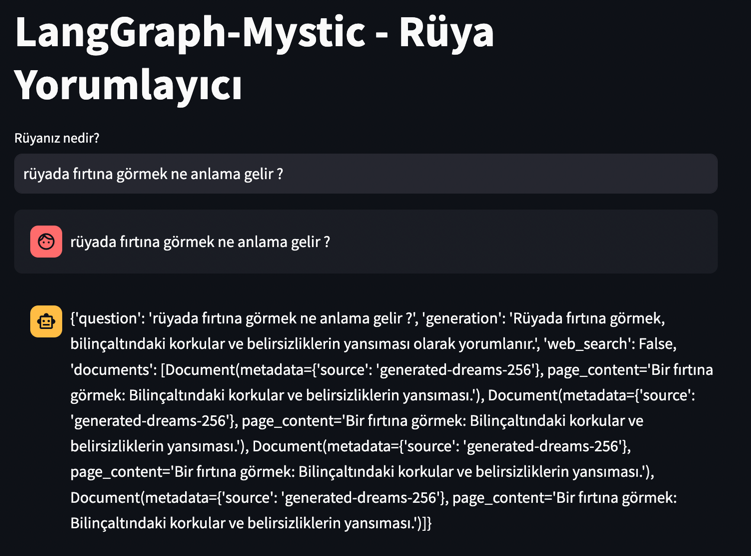 LangGraph-Mystic - Rüya
Yorumlayıcı
Rüyanız nedir?
rüyada fırtına görmek ne anlama gelir ?
rüyada fırtına görmek ne anlama gelir ?
{'question': 'rüyada fırtına görmek ne anlama gelir ?', 'generation': 'Rüyada fırtına görmek,
bilinçaltındaki korkular ve belirsizliklerin yansıması olarak yorumlanır.', 'web_search': False,
'documents': [Document(metadata={'source': 'generated-dreams-256'}, page_content='Bir fırtına
görmek: Bilinçaltındaki korkular ve belirsizliklerin yansıması.'), Document(metadata={'source':
'generated-dreams-256'}, page_content='Bir fırtına görmek: Bilinçaltındaki korkular ve
belirsizliklerin yansıması.'), Document(metadata={'source': 'generated-dreams-256'},
page_content='Bir fırtına görmek: Bilinçaltındaki korkular ve belirsizliklerin yansıması.'),
Document(metadata={'source': 'generated-dreams-256'}, page_content='Bir fırtına görmek:
Bilinçaltındaki korkular ve belirsizliklerin yansıması.')]}